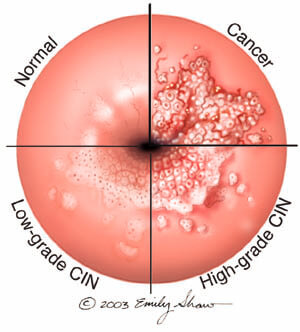 Normal
Cancer
Low-grade CIN
High-grade CIN
© 2003 Emily Shaw